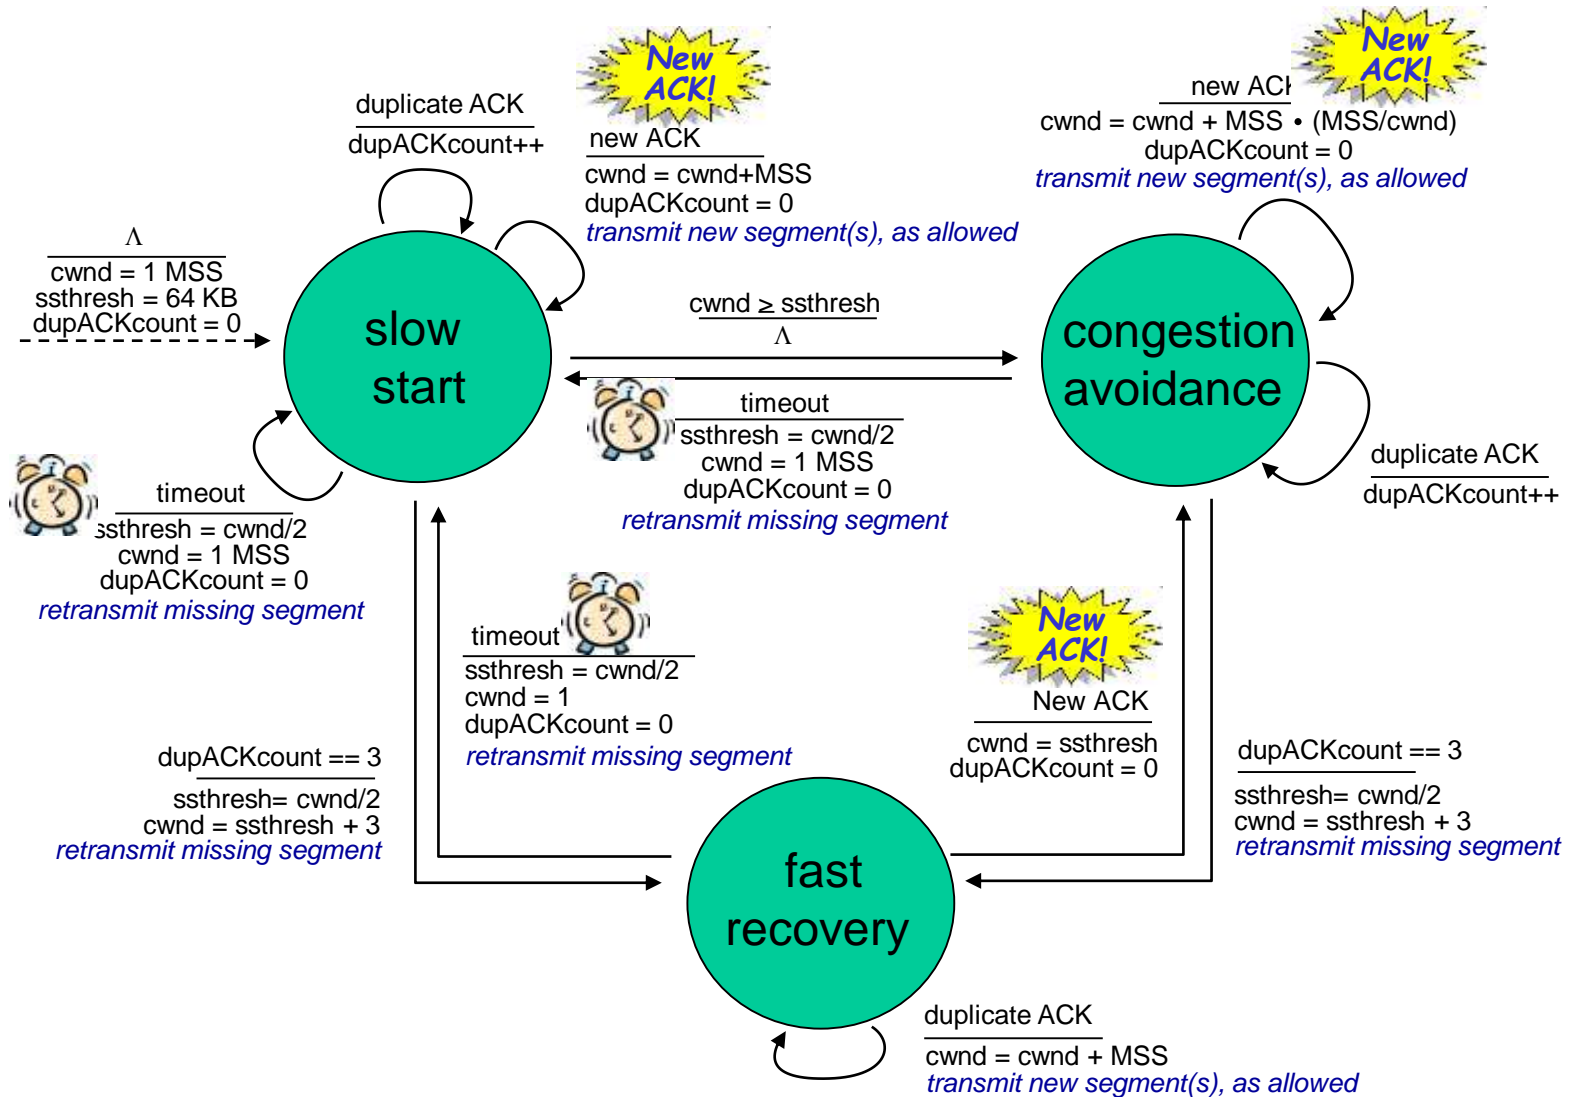 New
ACK!
duplicate ACK
dupACKcount++
new ACK
cwnd = cwnd+MSS
dupACKcount = 0
transmit new segment(s), as allowed
New
ACK!
new ACK
cwnd = cwnd + MSS • (MSS/cwnd)
dupACKcount = 0
transmit new segment(s), as allowed
Λ
cwnd = 1 MSS
ssthresh = 64 KB
dupACKcount = 0
slow
start
cwnd ≥ ssthresh
Λ
congestion
avoidance
timeout
ssthresh = cwnd/2
cwnd = 1 MSS
dupACKcount = 0
retransmit missing segment
duplicate ACK
dupACKcount++
timeout
ssthresh = cwnd/2
cwnd = 1 MSS
dupACKcount = 0
retransmit missing segment
timeout
ssthresh = cwnd/2
cwnd = 1
dupACKcount = 0
retransmit missing segment
New
ACK!
New ACK
cwnd = ssthresh
dupACKcount = 0
dupACKcount == 3
ssthresh= cwnd/2
cwnd = ssthresh + 3
retransmit missing segment
dupACKcount == 3
ssthresh= cwnd/2
cwnd = ssthresh + 3
retransmit missing segment
fast
recovery
duplicate ACK
cwnd = cwnd + MSS
transmit new segment(s), as allowed